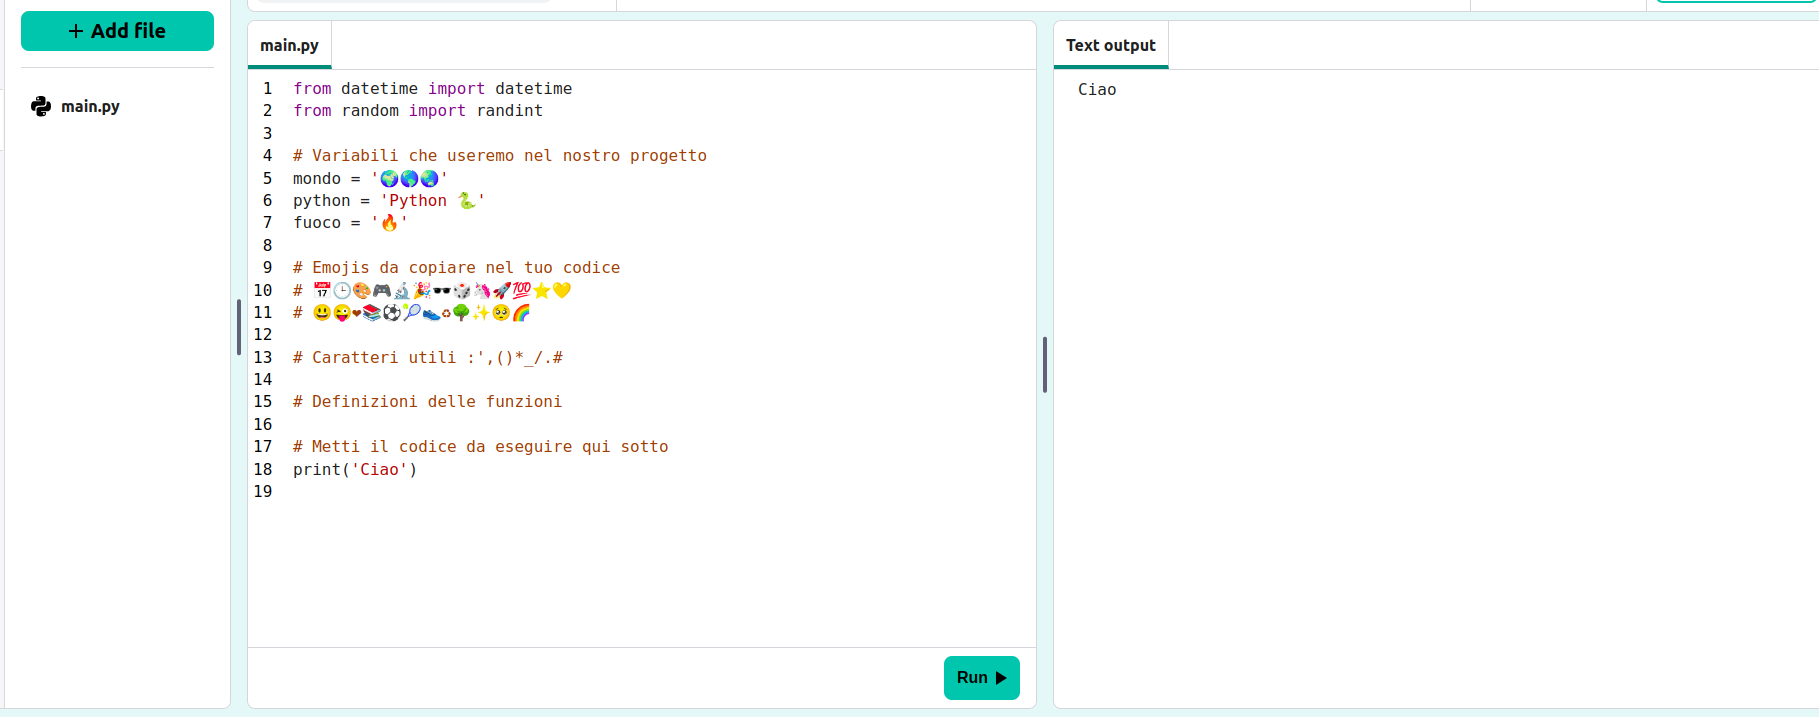 + Add file
main.py
main.py
1 from datetime import datetime
2 from random import randint
3
4 # Variabili che useremo nel nostro progetto
5 mondo = '🌍🌎🌏'
6 python = 'Python 🐍'
7 fuoco = '🔥'
8
9 # Emojis da copiare nel tuo codice
10 # 📅🕒🎨🎮🔬🎉🕶️🎲🦄🚀💯⭐💛
11 # 😃😜❤📚⚽🎾👟♻🌳✨🥺🌈
12
13 # Caratteri utili :',()*_/.#
14
15 # Definizioni delle funzioni
16
17 # Metti il codice da eseguire qui sotto
18 print('Ciao')
19
Run
Text output
Ciao